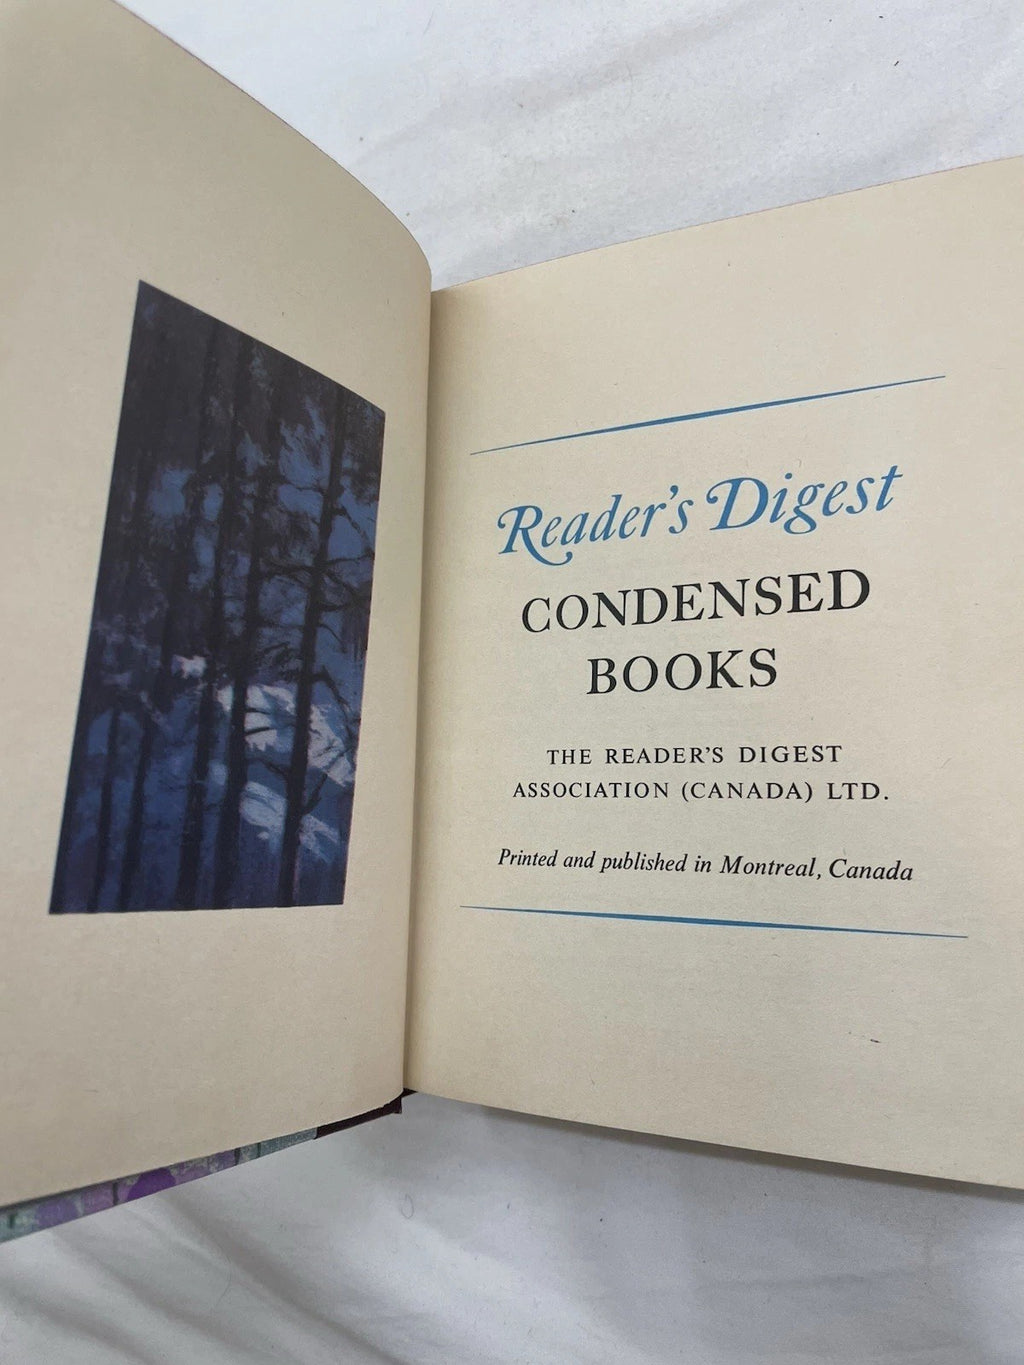 Reader's Digest
CONDENSED
BOOKS
THE READER'S DIGEST
ASSOCIATION (CANADA) LTD.
Printed and published in Montreal, Canada